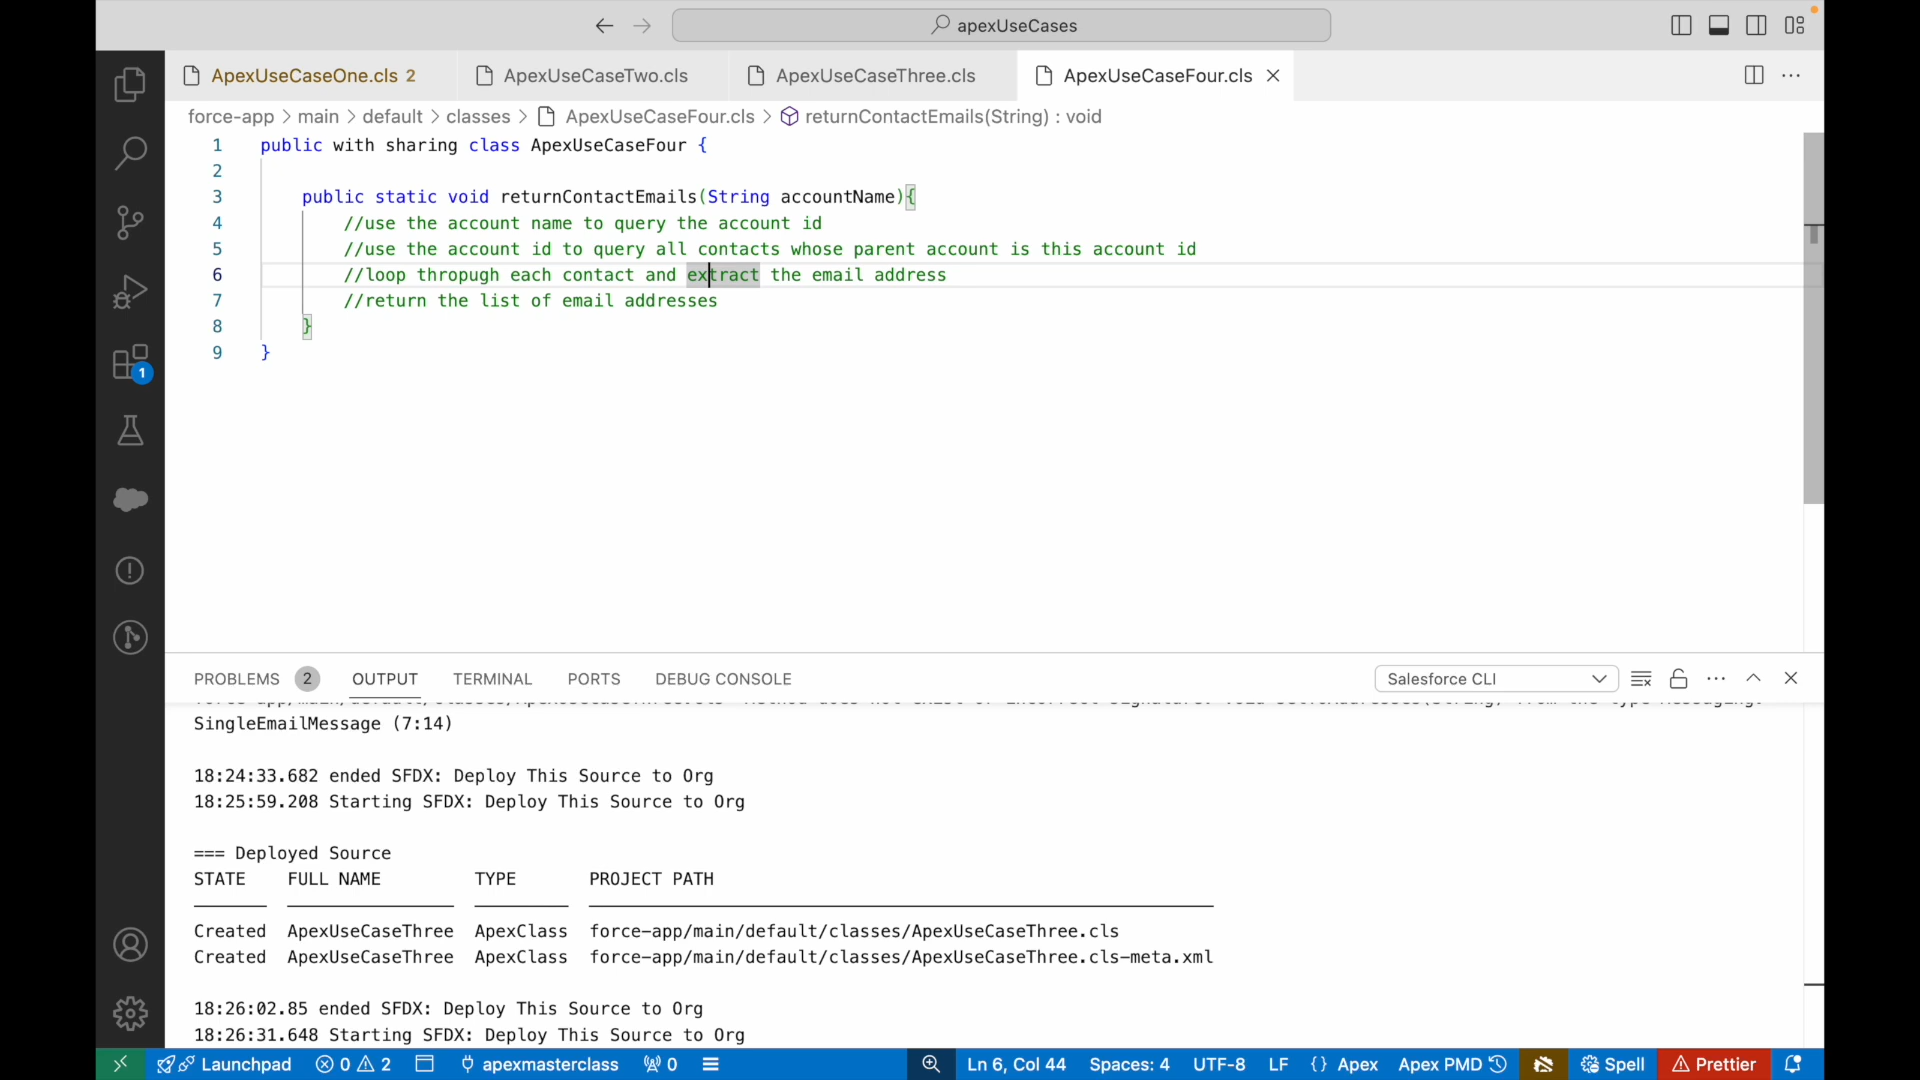 apexUseCases
ApexUseCaseOne.cls 2
ApexUseCaseTwo.cls
ApexUseCaseThree.cls
ApexUseCaseFour.cls
force-app > main > default > classes > ApexUseCaseFour.cls > returnContactEmails(String) : void
1 public with sharing class ApexUseCaseFour {
2
3 public static void returnContactEmails(String accountName){
4 //use the account name to query the account id
5 //use the account id to query all contacts whose parent account is this account id
6 //loop thropugh each contact and extract the email address
7 //return the list of email addresses
8 }
9 }
1
PROBLEMS 2 OUTPUT TERMINAL PORTS DEBUG CONSOLE
Salesforce CLI
SingleEmailMessage (7:14)
18:24:33.682 ended SFDX: Deploy This Source to Org
18:25:59.208 Starting SFDX: Deploy This Source to Org
=== Deployed Source
STATE FULL NAME TYPE PROJECT PATH
Created ApexUseCaseThree ApexClass force-app/main/default/classes/ApexUseCaseThree.cls
Created ApexUseCaseThree ApexClass force-app/main/default/classes/ApexUseCaseThree.cls-meta.xml
18:26:02.85 ended SFDX: Deploy This Source to Org
18:26:31.648 Starting SFDX: Deploy This Source to Org
Launchpad 0 2 apexmasterclass 0 Ln 6, Col 44 Spaces: 4 UTF-8 LF {} Apex Apex PMD Spell Prettier